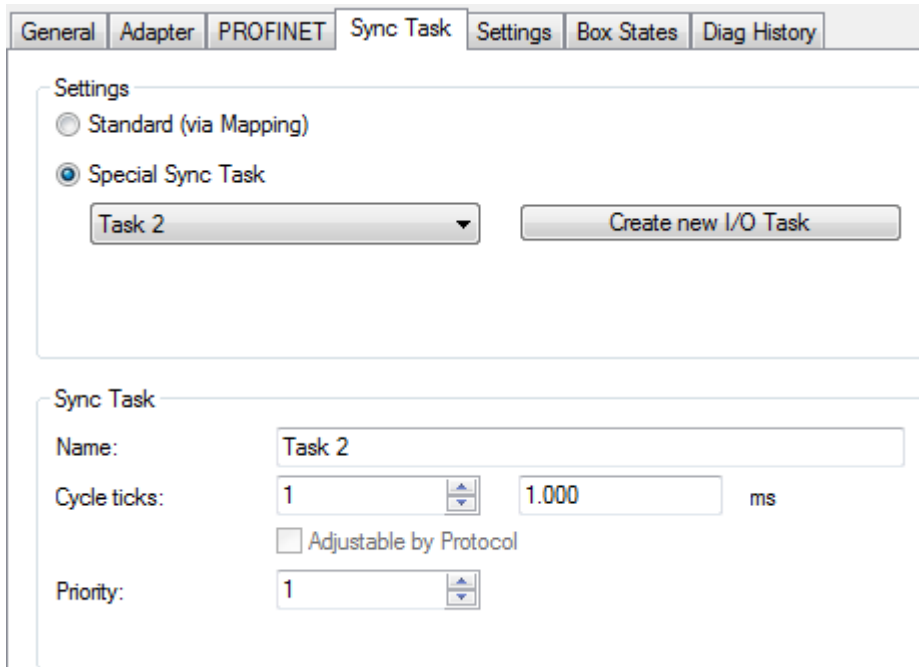 General Adapter PROFINET Sync Task Settings Box States Diag History
Settings
Standard (via Mapping)
Special Sync Task
Task 2 Create new I/O Task
Sync Task
Name: Task 2
Cycle ticks: 1 1.000 ms
Adjustable by Protocol
Priority: 1